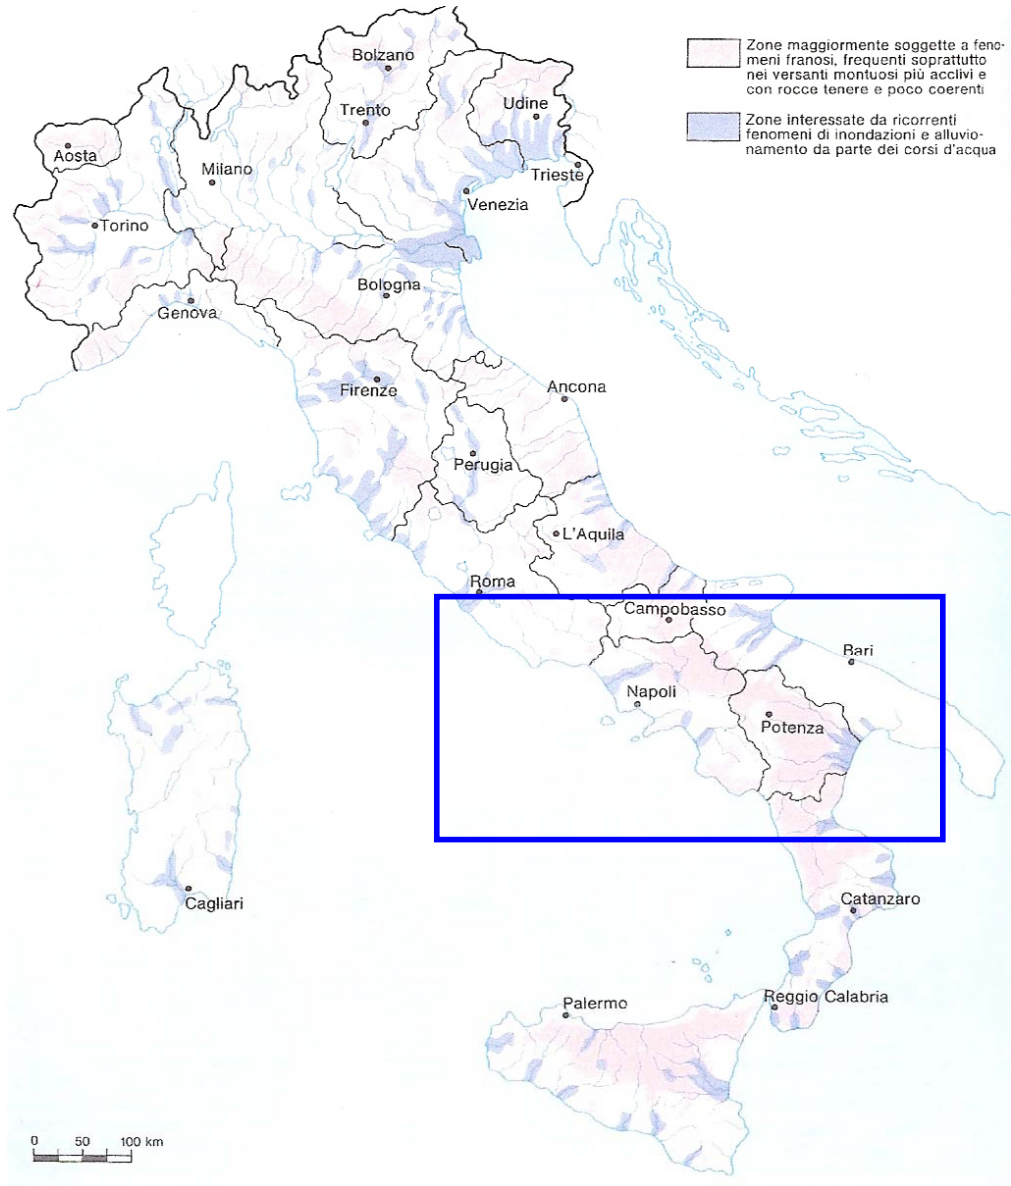 Zone maggiormente soggette a feno-
meni franosi, frequenti soprattutto
nei versanti montuosi più acclivi e
con rocce tenere e poco coerenti
Zone interessate da ricorrenti
fenomeni di inondazioni e alluvio-
namento da parte dei corsi d'acqua
Bolzano
Trento
Udine
Aosta
Milano
Trieste
Venezia
Torino
Bologna
Genova
Firenze
Ancona
Perugia
L'Aquila
Roma
Campobasso
Bari
Napoli
Potenza
Cagliari
Catanzaro
Reggio Calabria
Palermo
0 50 100 km